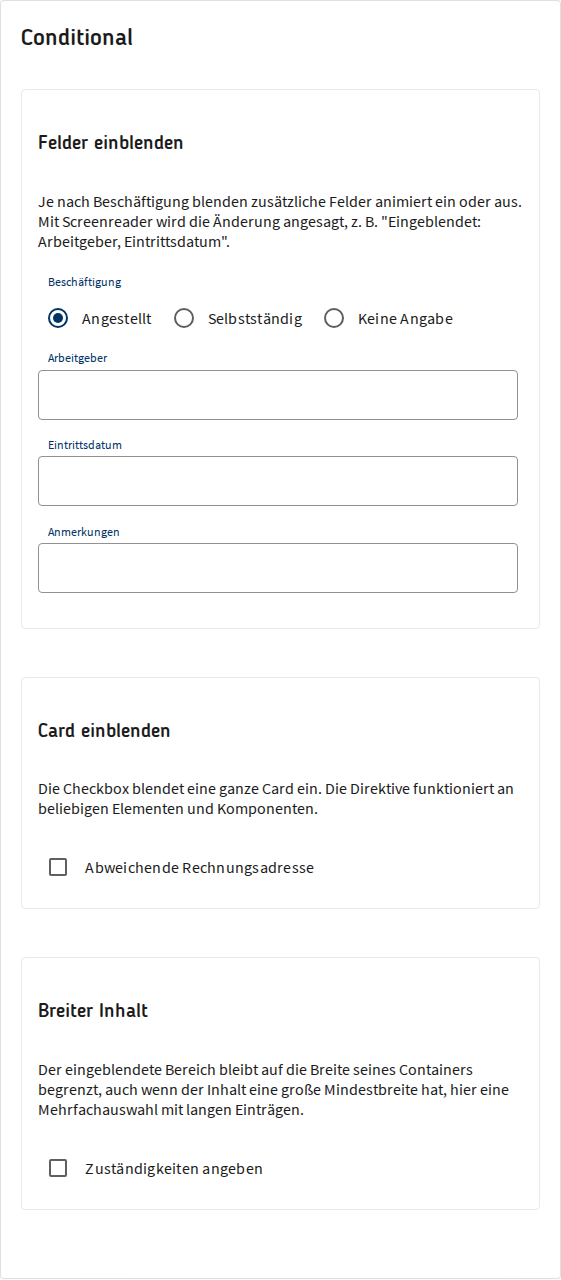 Conditional
Felder einblenden
Je nach Beschäftigung blenden zusätzliche Felder animiert ein oder aus.
Mit Screenreader wird die Änderung angesagt, z. B. "Eingeblendet:
Arbeitgeber, Eintrittsdatum".
Beschäftigung
Angestellt Selbstständig Keine Angabe
Arbeitgeber
Eintrittsdatum
Anmerkungen
Card einblenden
Die Checkbox blendet eine ganze Card ein. Die Direktive funktioniert an
beliebigen Elementen und Komponenten.
Abweichende Rechnungsadresse
Breiter Inhalt
Der eingeblendete Bereich bleibt auf die Breite seines Containers
begrenzt, auch wenn der Inhalt eine große Mindestbreite hat, hier eine
Mehrfachauswahl mit langen Einträgen.
Zuständigkeiten angeben